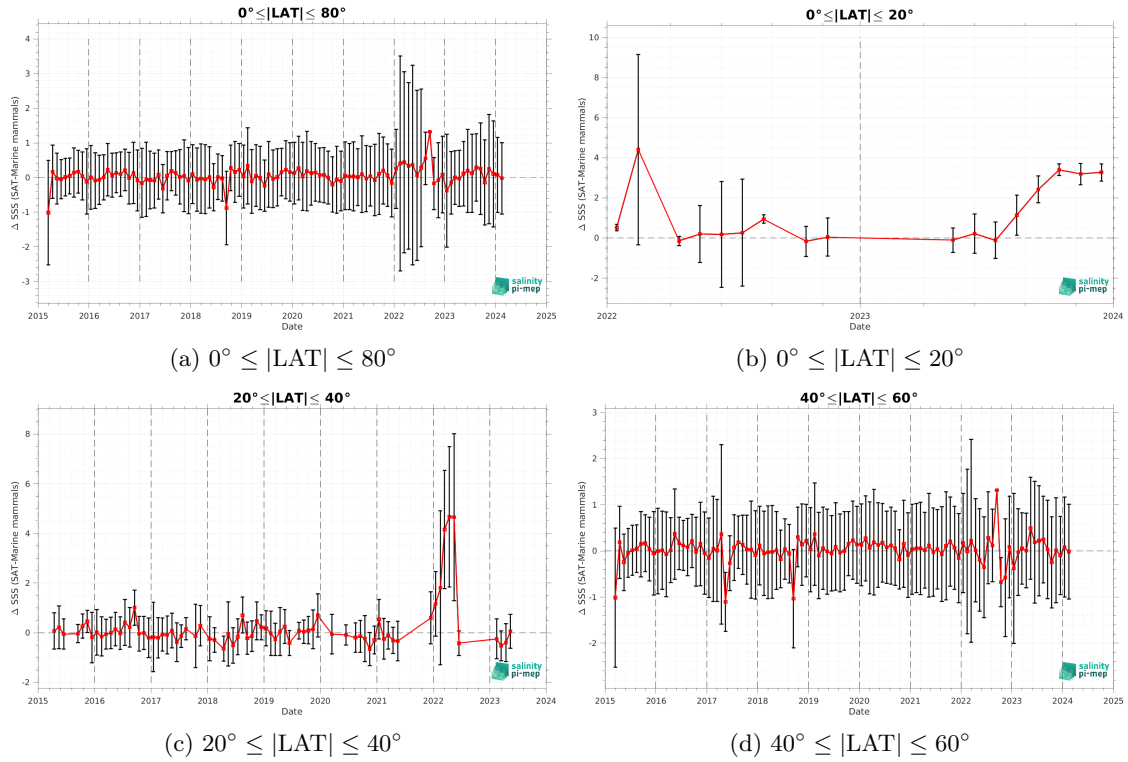 0°≤|LAT|≤ 80°
Δ SSS (SAT-Marine mammals)
4
3
2
1
0
-1
-2
-3
2015 2016 2017 2018 2019 2020 2021 2022 2023 2024 2025
Date
salinity
pi-mep
(a) 0° ≤ |LAT| ≤ 80°
0°≤|LAT|≤ 20°
Δ SSS (SAT-Marine mammals)
10
8
6
4
2
0
-2
2022 2023 2024
Date
salinity
pi-mep
(b) 0° ≤ |LAT| ≤ 20°
20°≤|LAT|≤ 40°
Δ SSS (SAT-Marine mammals)
8
6
4
2
0
-2
2015 2016 2017 2018 2019 2020 2021 2022 2023 2024
Date
salinity
pi-mep
(c) 20° ≤ |LAT| ≤ 40°
40°≤|LAT|≤ 60°
Δ SSS (SAT-Marine mammals)
3
2
1
0
-1
-2
2015 2016 2017 2018 2019 2020 2021 2022 2023 2024 2025
Date
salinity
pi-mep
(d) 40° ≤ |LAT| ≤ 60°